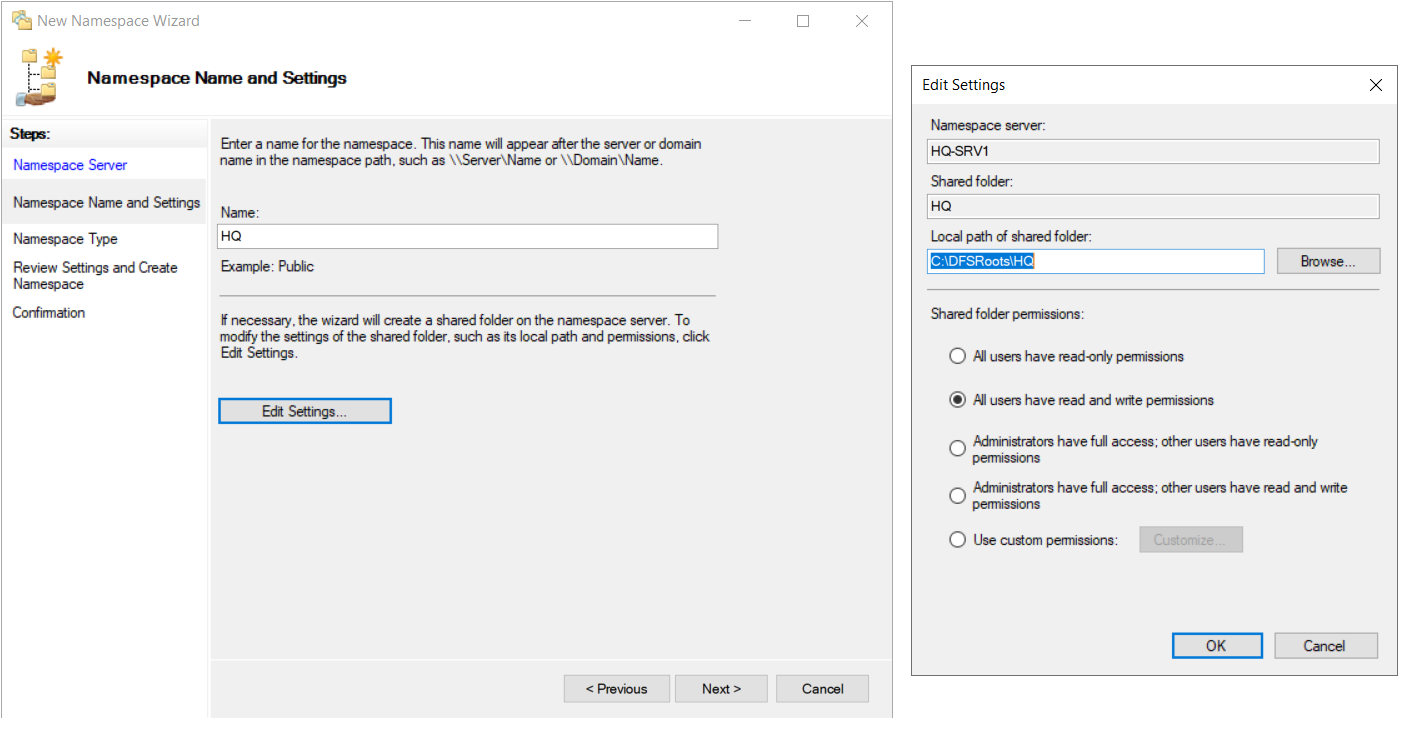 New Namespace Wizard
Namespace Name and Settings
Steps:
Namespace Server
Namespace Name and Settings
Namespace Type
Review Settings and Create
Namespace
Confirmation
Enter a name for the namespace. This name will appear after the server or domain
name in the namespace path, such as \\Server\Name or \\Domain\Name.
Name:
HQ
Example: Public
If necessary, the wizard will create a shared folder on the namespace server. To
modify the settings of the shared folder, such as its local path and permissions, click
Edit Settings.
Edit Settings...
< Previous
Next >
Cancel
Edit Settings
Namespace server:
HQ-SRV1
Shared folder:
HQ
Local path of shared folder:
C:\DFSRoots\HQ
Browse...
Shared folder permissions:
All users have read-only permissions
All users have read and write permissions
Administrators have full access; other users have read-only
permissions
Administrators have full access; other users have read and write
permissions
Use custom permissions:
Customize...
OK
Cancel